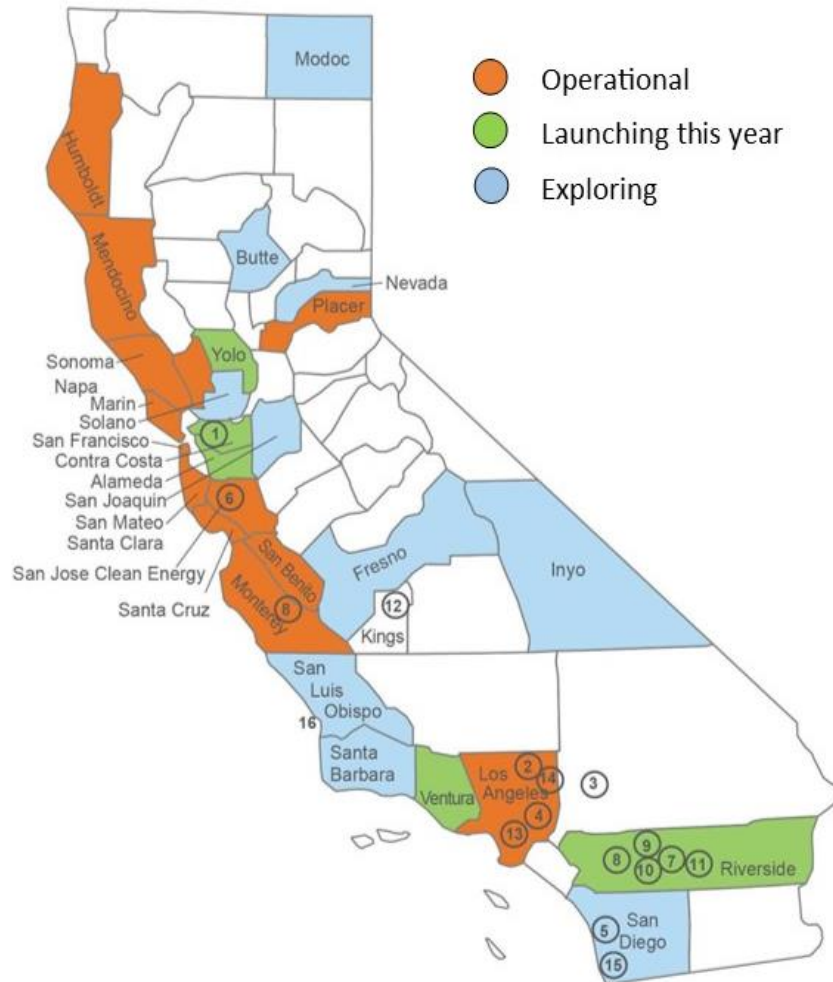 Modoc
Operational
Launching this year
Exploring
Humboldt
Mendocino
Butte
Nevada
Placer
Yolo
Sonoma
Napa
Marin
Solano
San Francisco
Contra Costa
Alameda
San Joaquin
San Mateo
Santa Clara
San Jose Clean Energy
Santa Cruz
1
6
San Benito
Monterey
8
Fresno
12
Kings
Inyo
San
Luis
Obispo
16
Santa
Barbara
Ventura
Los
Angeles
2
14
3
4
13
9
8
10
7
11
Riverside
San
Diego
5
15